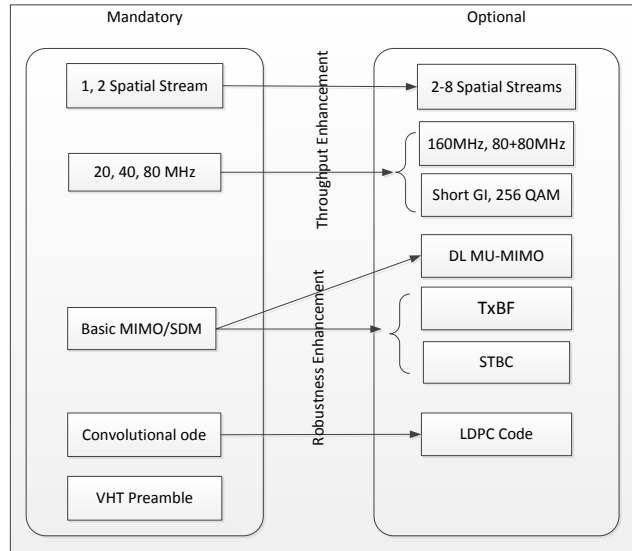 Mandatory
Optional
1, 2 Spatial Stream
2-8 Spatial Streams
Throughput Enhancement
160MHz, 80+80MHz
20, 40, 80 MHz
Short GI, 256 QAM
DL MU-MIMO
Robustness Enhancement
TxBF
Basic MIMO/SDM
STBC
Convolutional ode
LDPC Code
VHT Preamble